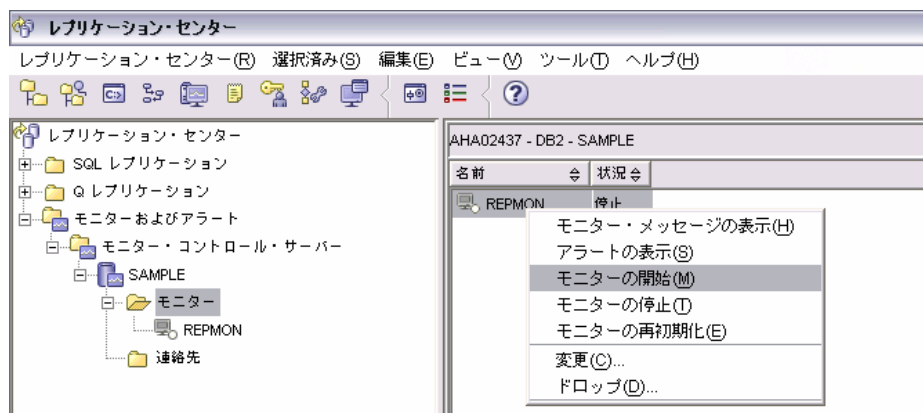 レプリケーション・センター
レプリケーション・センター(R) 選択済み(S) 編集(E) ビュー(V) ツール(T) ヘルプ(H)
レプリケーション・センター
SQL レプリケーション
Q レプリケーション
モニターおよびアラート
モニター・コントロール・サーバー
SAMPLE
モニター
REPMON
連絡先
AHA02437 - DB2 - SAMPLE
名前 状況
REPMON 停止
モニター・メッセージの表示(H)
アラートの表示(S)
モニターの開始(M)
モニターの停止(T)
モニターの再初期化(E)
変更(C)...
ドロップ(D)...